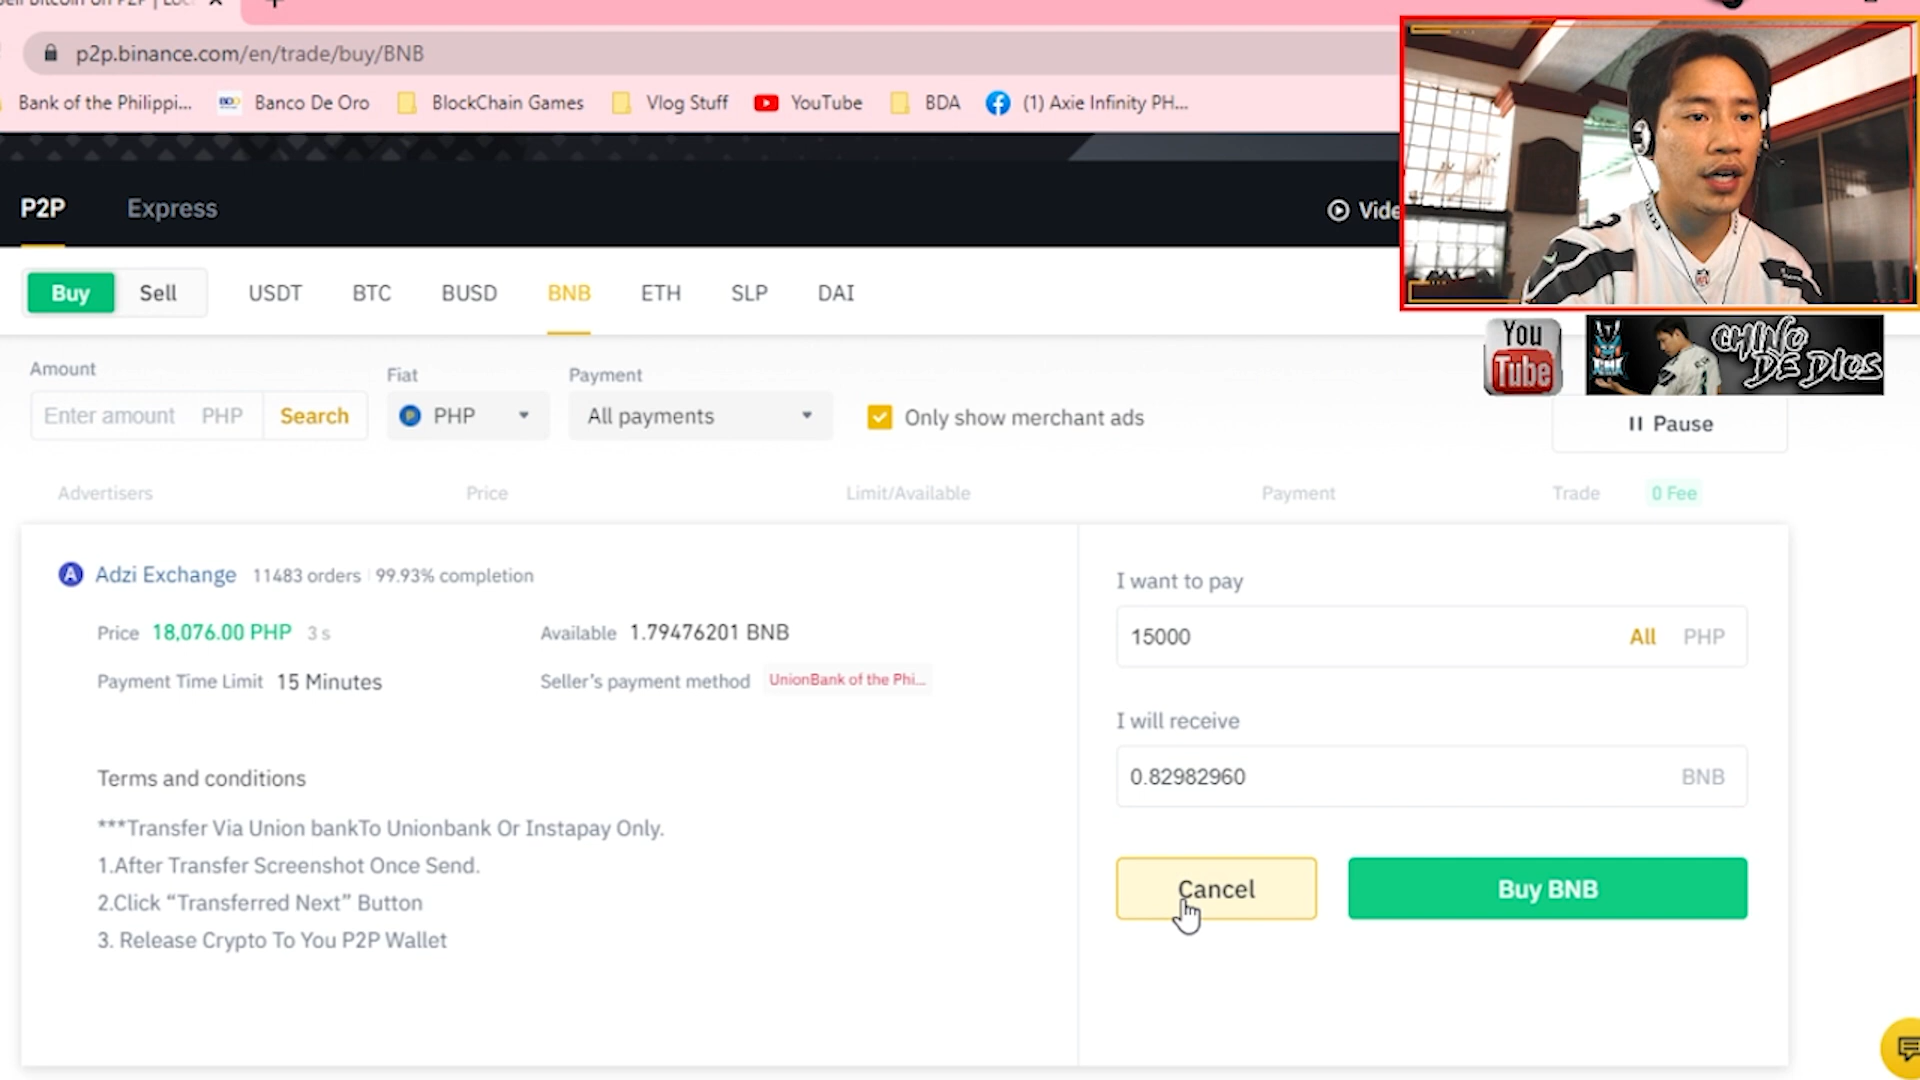 p2p.binance.com/en/trade/buy/BNB
Bank of the Philippi... BDO Banco De Oro BlockChain Games Vlog Stuff YouTube BDA (1) Axie Infinity PH...
P2P Express
Buy Sell USDT BTC BUSD BNB ETH SLP DAI
You
Tube
CHINO
DE DIOS
Amount Fiat Payment
Enter amount PHP Search PHP All payments Only show merchant ads Pause
Advertisers Price Limit/Available Payment Trade 0 Fee
A Adzi Exchange 11483 orders 99.93% completion
Price 18,076.00 PHP 3 s Available 1.79476201 BNB
Payment Time Limit 15 Minutes Seller's payment method UnionBank of the Phi...
Terms and conditions
***Transfer Via Union bankTo Unionbank Or Instapay Only.
1.After Transfer Screenshot Once Send.
2.Click “Transferred Next” Button
3. Release Crypto To You P2P Wallet
I want to pay
15000 All PHP
I will receive
0.82982960 BNB
Cancel Buy BNB